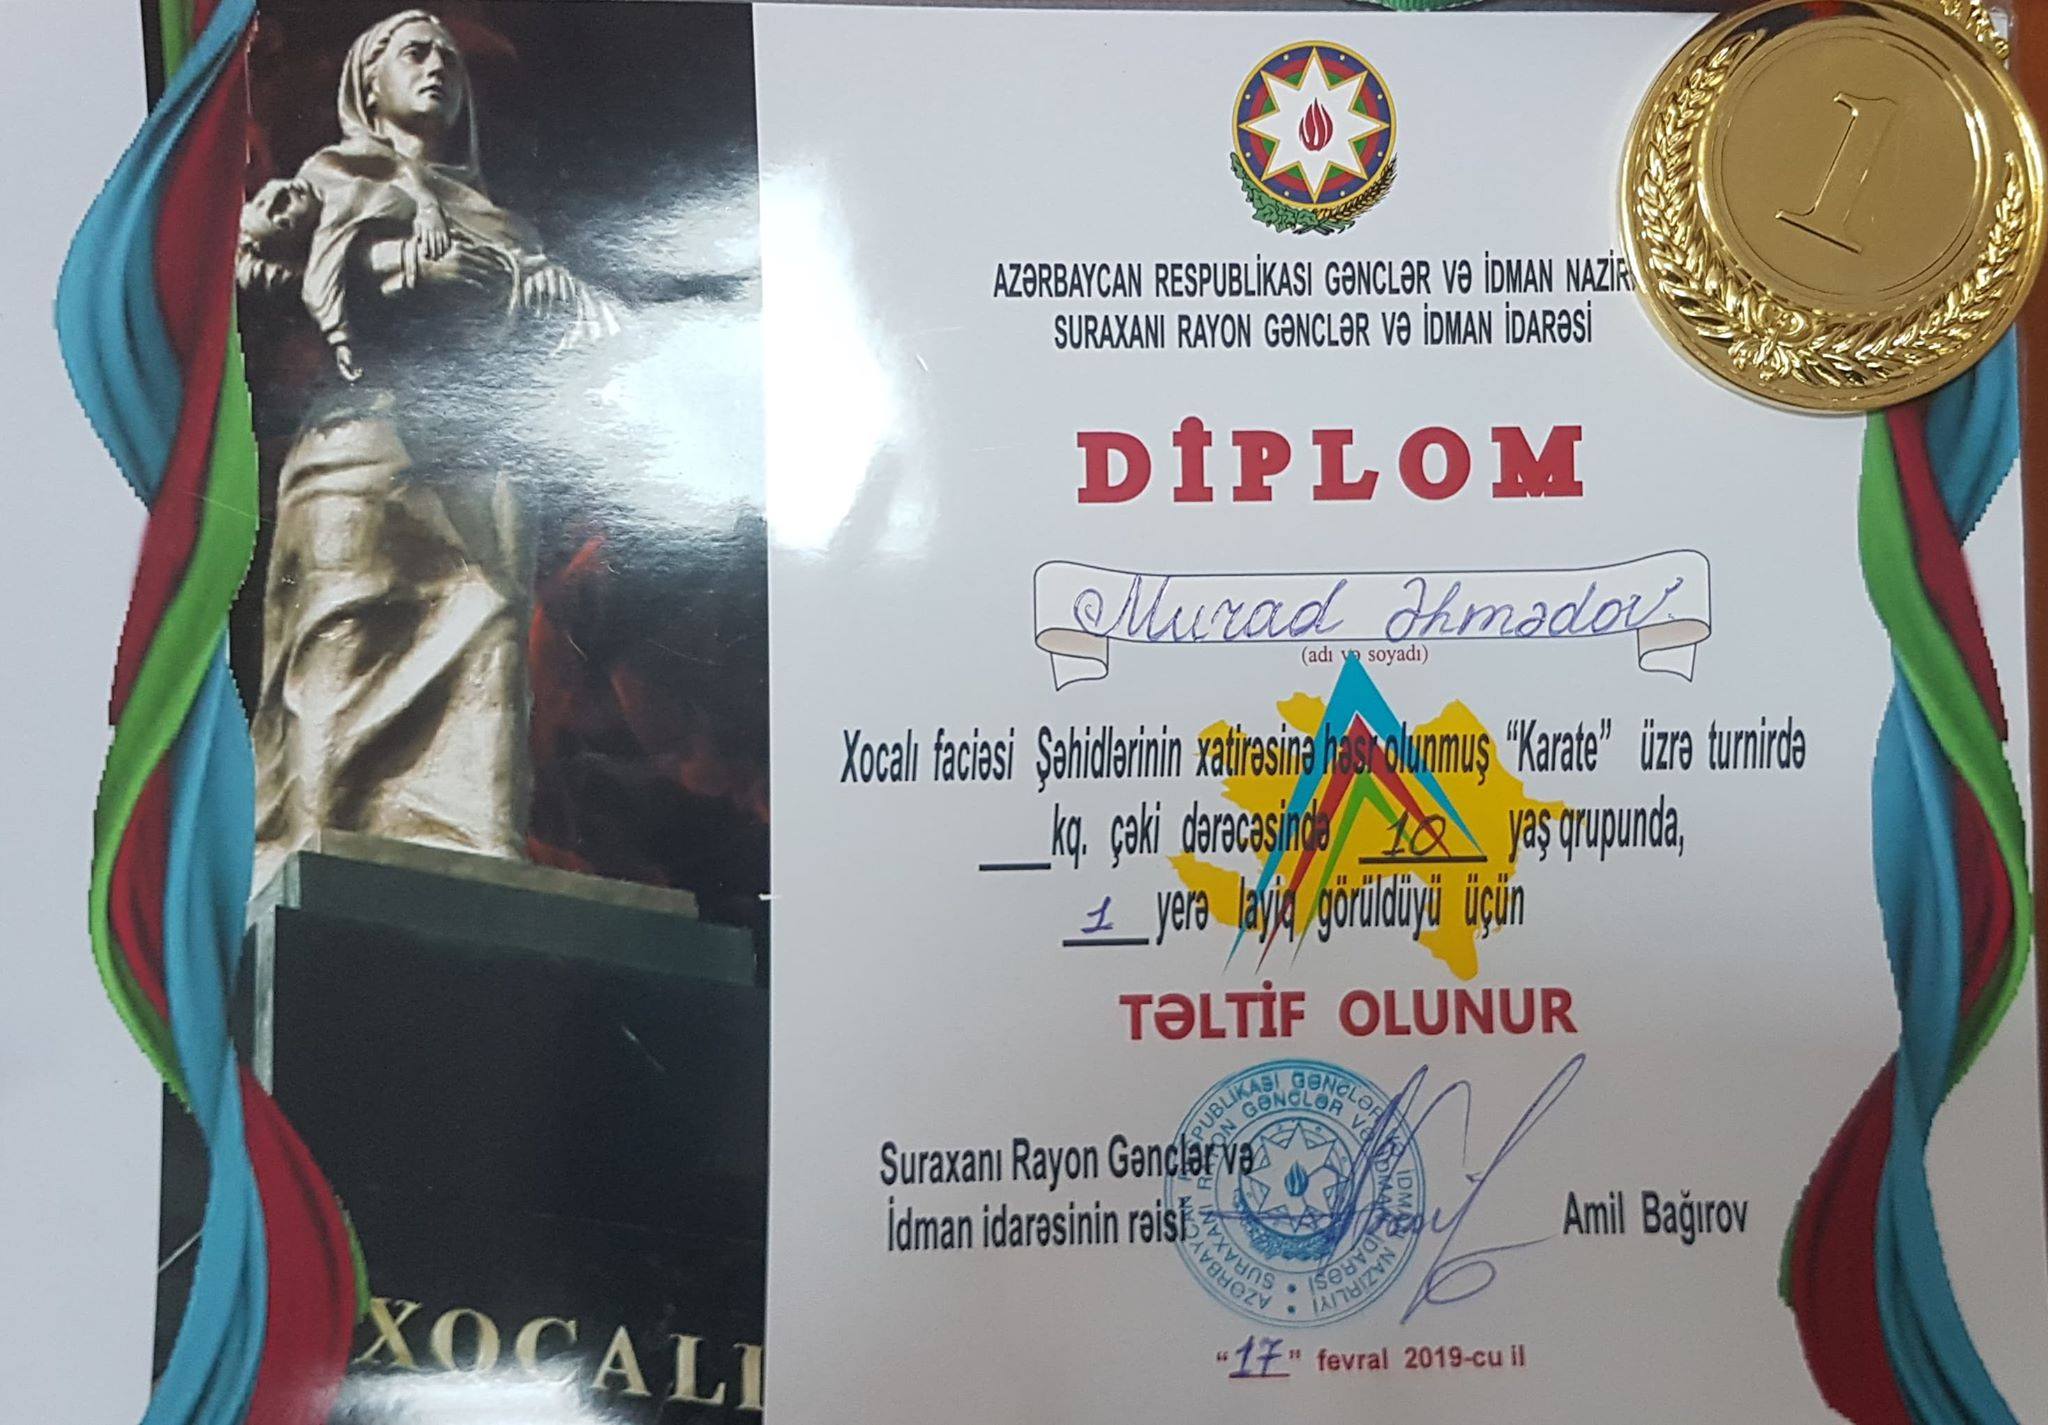 1
AZƏRBAYCAN RESPUBLİKASI GƏNCLƏR VƏ İDMAN
SURAXANI RAYON GƏNCLƏR VƏ İDMAN İDARƏSİ
DİPLOM
Murad Əhmədov
(adı və soyadı)
Xocalı faciəsi Şəhidlərinin xatirəsinə həsr olunmuş “Karate” üzrə turnirdə
___kq. çəki dərəcəsində 10 yaş qrupunda,
1 yerə layiq görüldüyü üçün
TƏLTİF OLUNUR
Suraxanı Rayon Gənclər və
İdman idarəsinin rəisi
Amil Bağırov
“17” fevral 2019-cu il
XOCALI